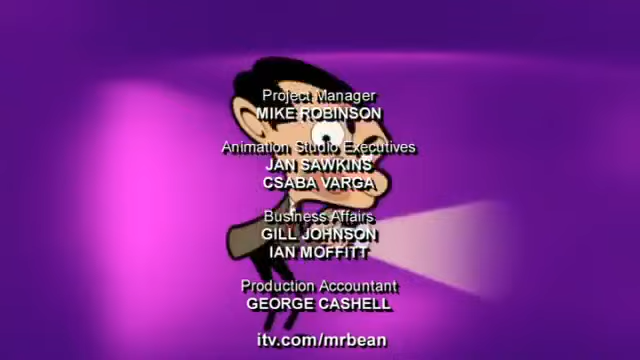 Project Manager
MIKE ROBINSON
Animation Studio Executives
JAN SAWKINS
CSABA VARGA
Business Affairs
GILL JOHNSON
IAN MOFFITT
Production Accountant
GEORGE CASHELL
itv.com/mrbean